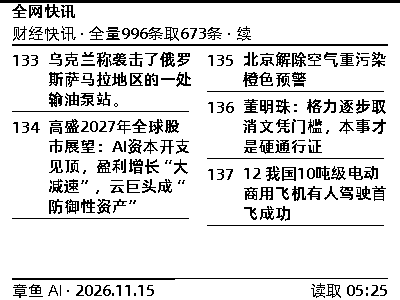 全网快讯
财经快讯 · 全量996条取673条 · 续
133 乌克兰称袭击了俄罗
斯萨马拉地区的一处
输油泵站。
134 高盛2027年全球股
市展望：AI资本开支
见顶，盈利增长“大
减速”，云巨头成“
防御性资产”
135 北京解除空气重污染
橙色预警
136 董明珠：格力逐步取
消文凭门槛，本事才
是硬通行证
137 12 我国10吨级电动
商用飞机有人驾驶首
飞成功
章鱼 AI · 2026.11.15
读取 05:25